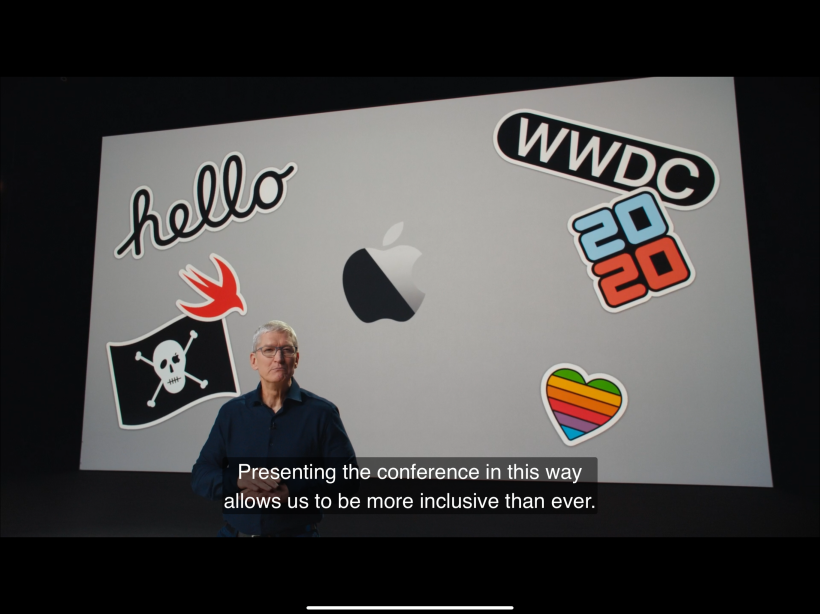 hello
WWDC
20
20
Presenting the conference in this way
allows us to be more inclusive than ever.